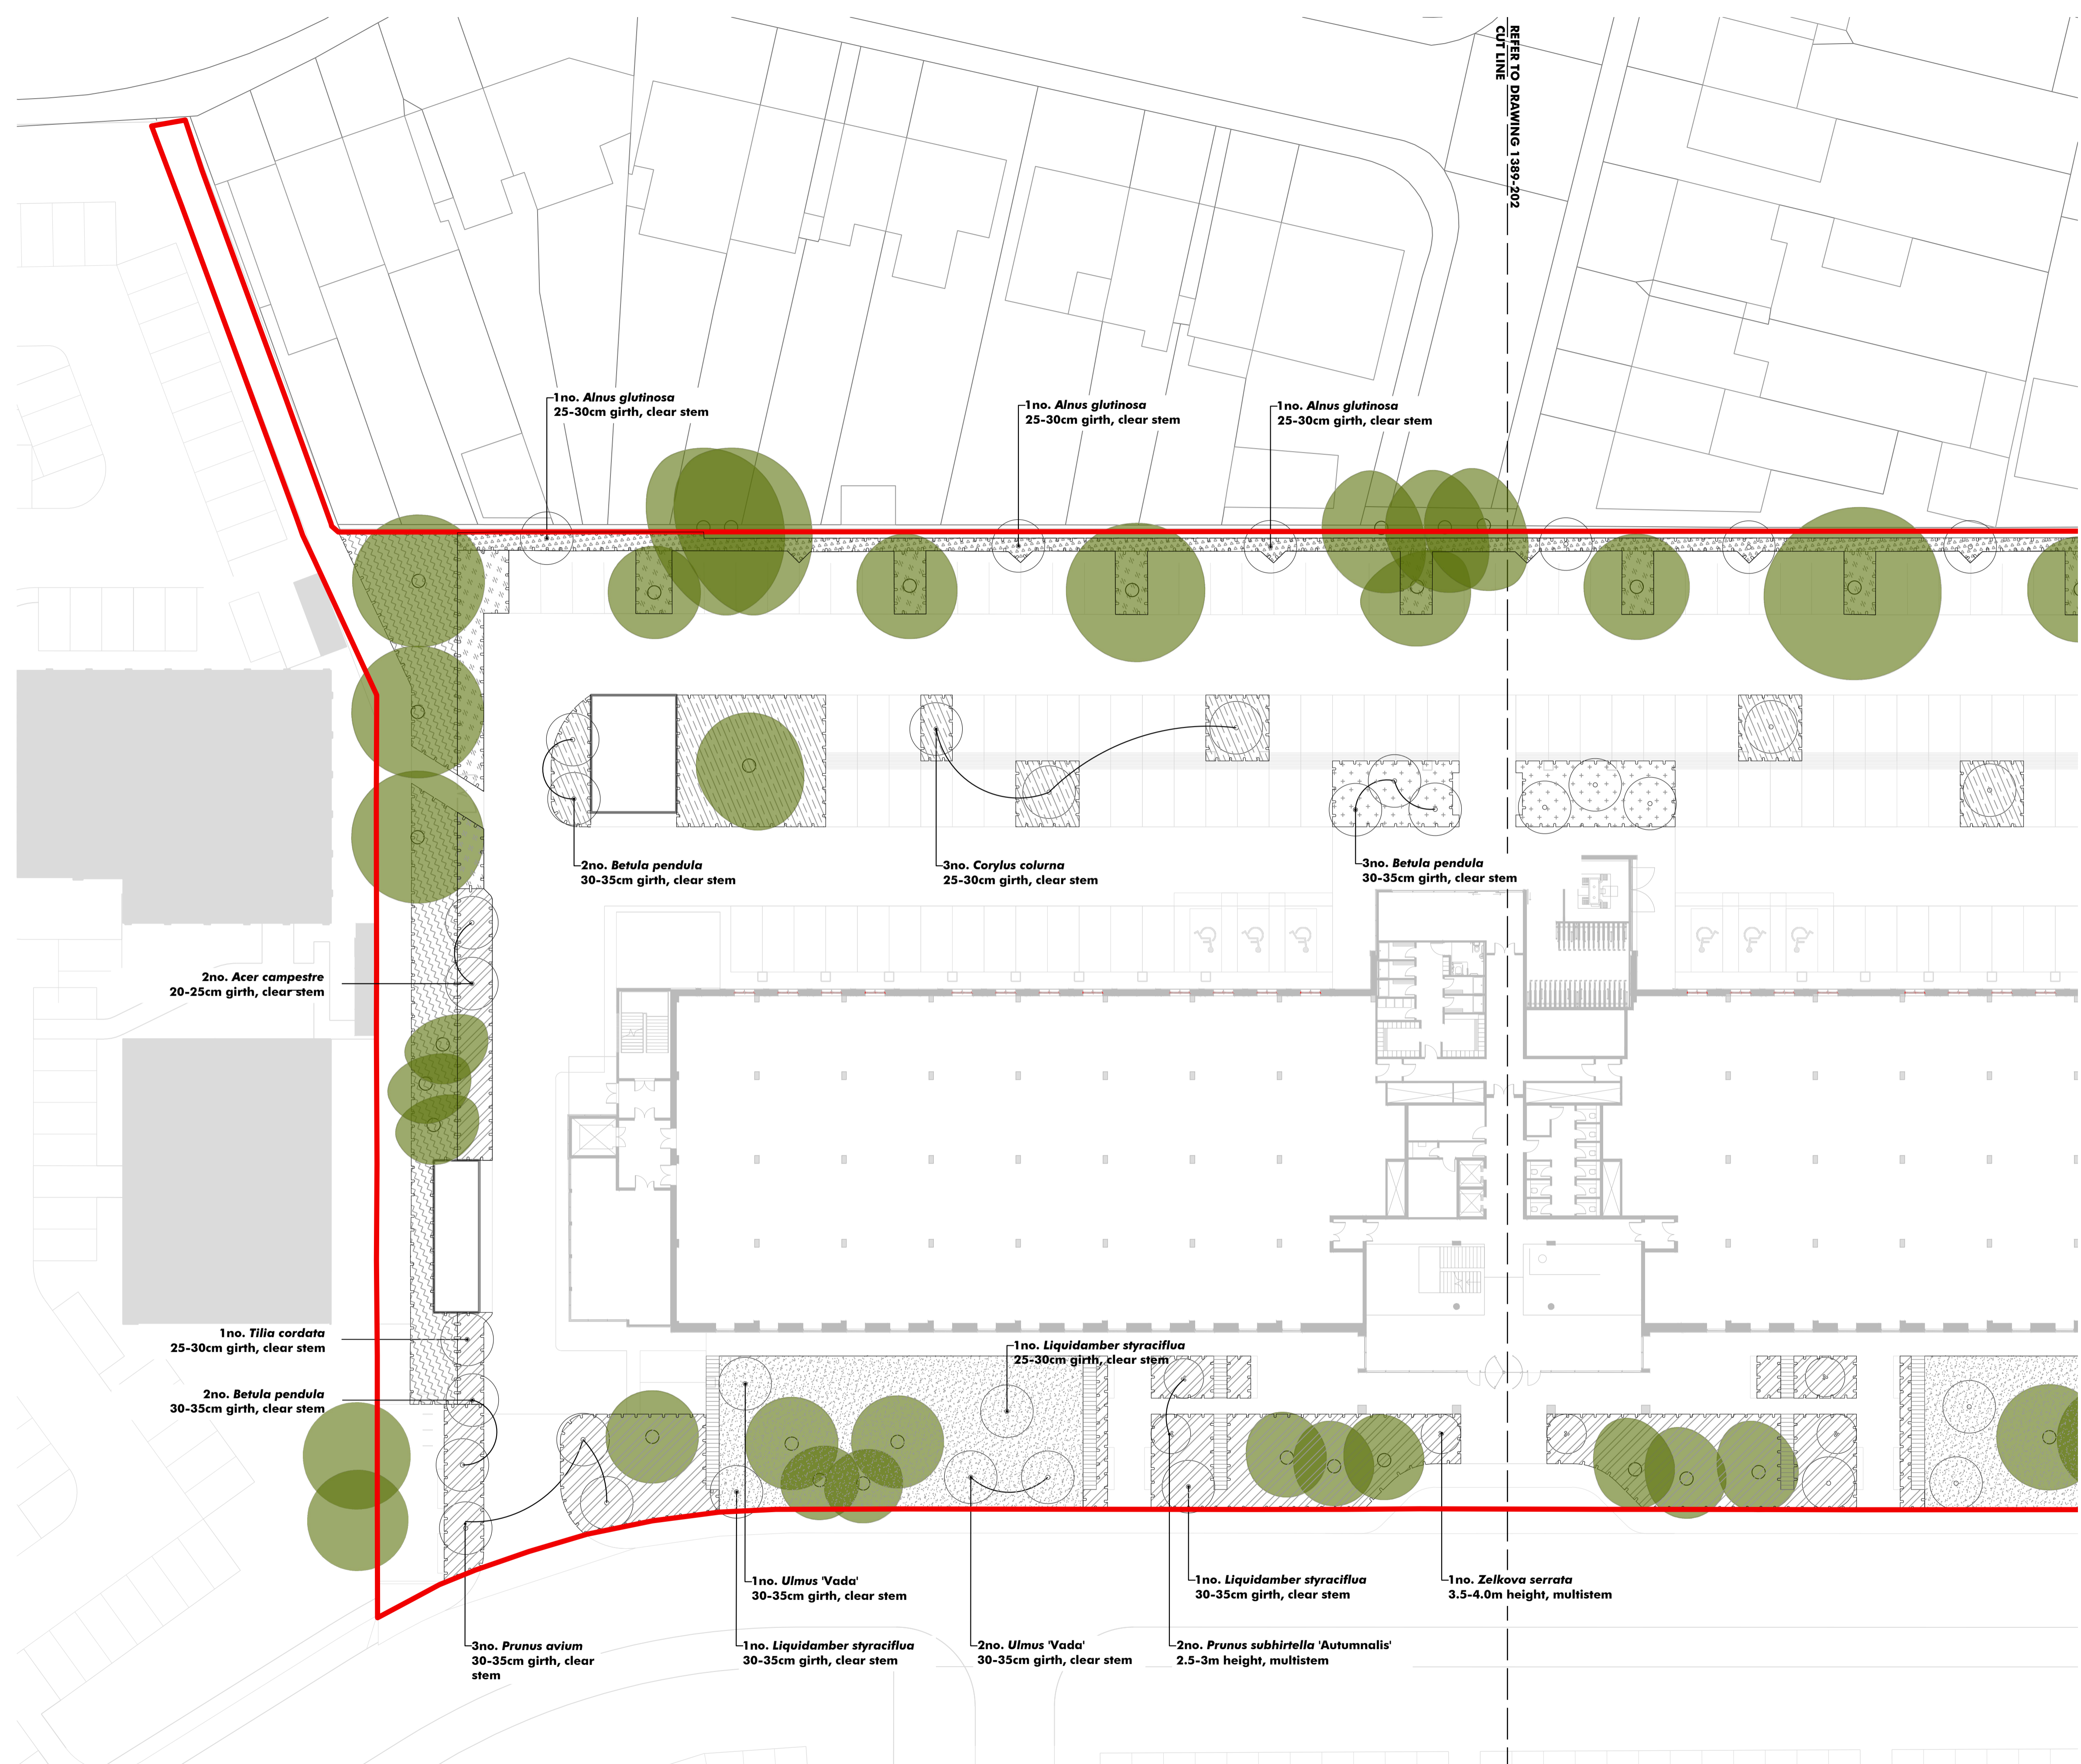 REFER TO DRAWING 1389-202
CUT LINE
1no. Alnus glutinosa
25-30cm girth, clear stem
1no. Alnus glutinosa
25-30cm girth, clear stem
1no. Alnus glutinosa
25-30cm girth, clear stem
2no. Betula pendula
30-35cm girth, clear stem
3no. Corylus colurna
25-30cm girth, clear stem
3no. Betula pendula
30-35cm girth, clear stem
2no. Acer campestre
20-25cm girth, clear stem
1no. Tilia cordata
25-30cm girth, clear stem
1no. Liquidamber styraciflua
25-30cm girth, clear stem
2no. Betula pendula
30-35cm girth, clear stem
1no. Ulmus 'Vada'
30-35cm girth, clear stem
1no. Liquidamber styraciflua
30-35cm girth, clear stem
1no. Zelkova serrata
3.5-4.0m height, multistem
3no. Prunus avium
30-35cm girth, clear
stem
1no. Liquidamber styraciflua
30-35cm girth, clear stem
2no. Ulmus 'Vada'
30-35cm girth, clear stem
2no. Prunus subhirtella 'Autumnalis'
2.5-3m height, multistem